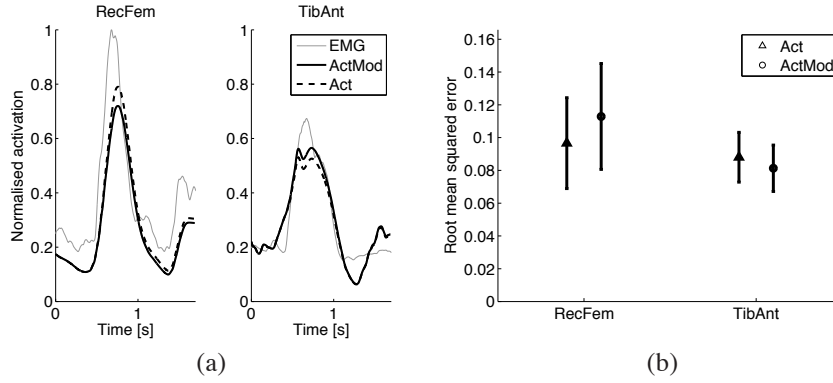 RecFem
TibAnt
Normalised activation
1
0.8
0.6
0.4
0.2
0
0
1
Time [s]
1
0.8
0.6
0.4
0.2
0
0
1
Time [s]
EMG
ActMod
Act
(a)
Root mean squared error
0.16
0.14
0.12
0.1
0.08
0.06
0.04
0.02
0
RecFem
TibAnt
Act
ActMod
(b)